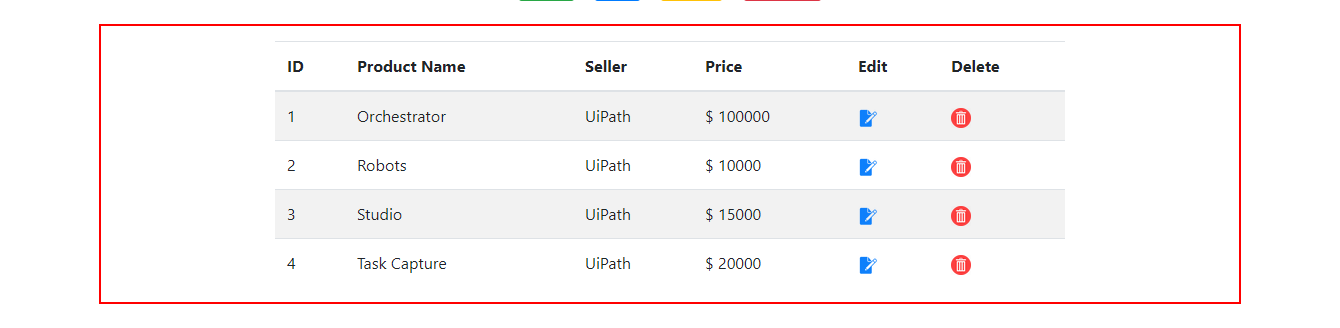 ID Product Name Seller Price Edit Delete
1 Orchestrator UiPath $ 100000
2 Robots UiPath $ 10000
3 Studio UiPath $ 15000
4 Task Capture UiPath $ 20000